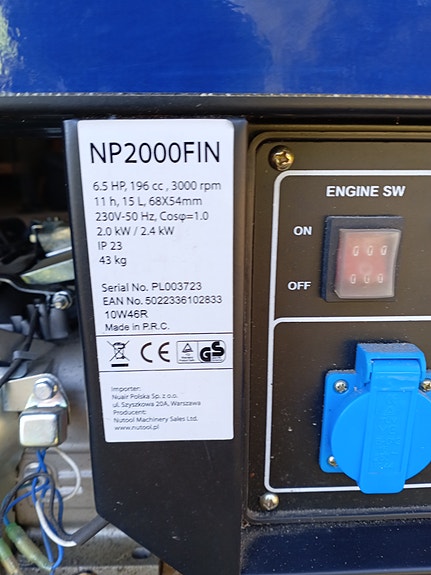 NP2000FIN
6.5 HP, 196 cc , 3000 rpm
11 h, 15 L, 68X54mm
230V-50 Hz, Cosφ=1.0
2.0 kW / 2.4 kW
IP 23
43 kg
Serial No. PL003723
EAN No. 5022336102833
10W46R
Made in P.R.C.
CE GS
Importer:
Nuair Polska Sp. z o.o.
ul. Szyszkowa 20A, Warszawa
Producent:
Nutool Machinery Sales Ltd.
www.nutool.pl
ENGINE SW
ON
OFF